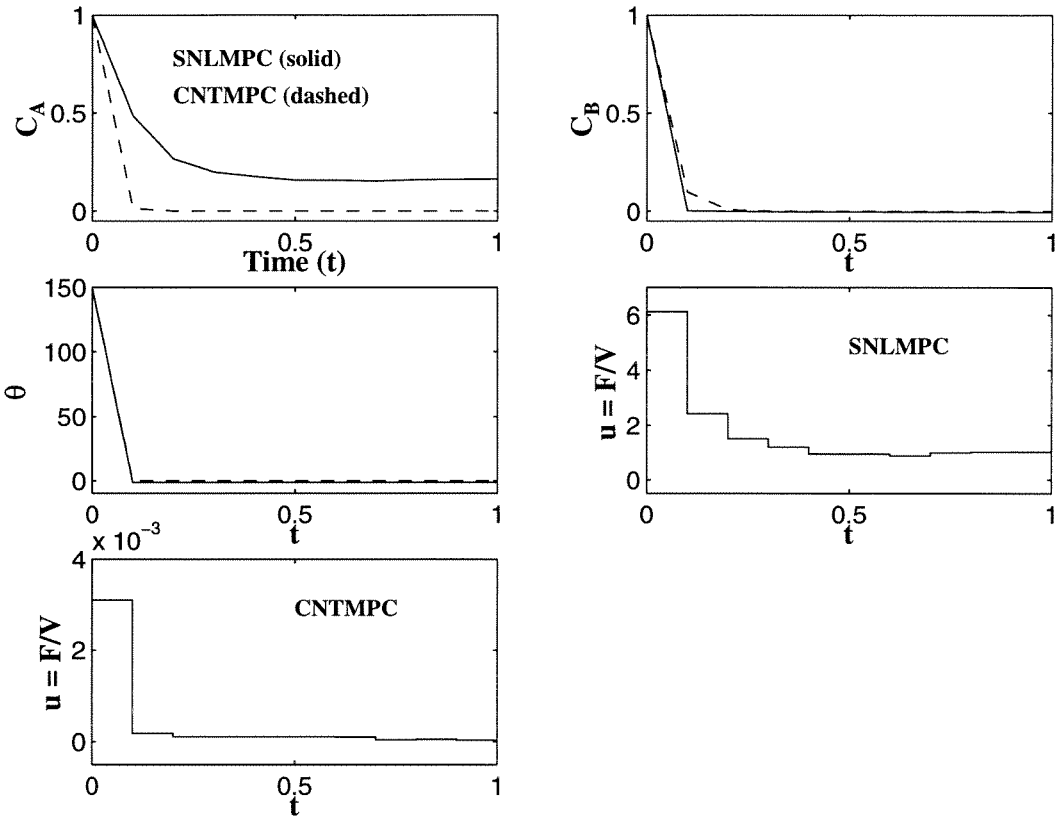 1
0.5
0
C_A
SNLMPC (solid)
CNTMPC (dashed)
0
0.5
1
Time (t)
1
0.5
0
C_B
0
0.5
1
t
150
100
50
0
θ
0
0.5
1
t
6
4
2
0
u = F/V
SNLMPC
0
0.5
1
t
x 10⁻³
4
2
0
u = F/V
CNTMPC
0
0.5
1
t